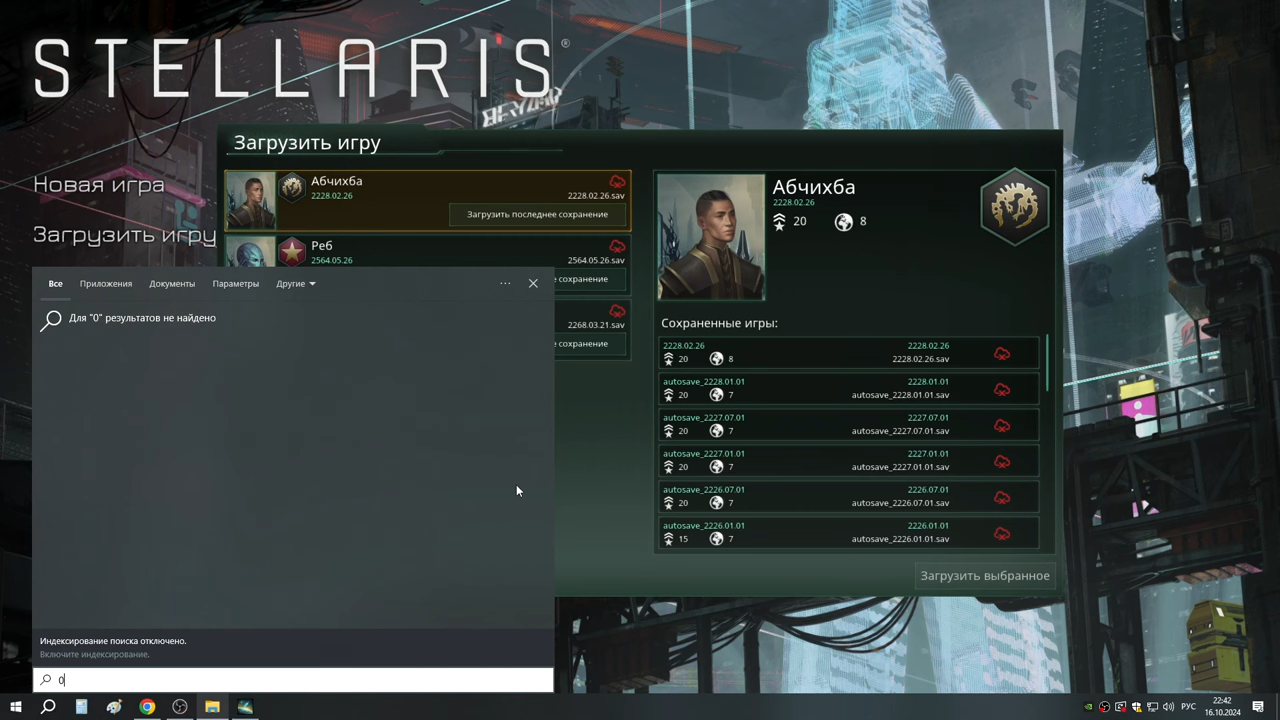 STELLARIS®
BEYOND
Новая игра
Загрузить игру
Загрузить игру
Абчихба
2228.02.26
2228.02.26.sav
Загрузить последнее сохранение
Реб
2564.05.26
2564.05.26.sav
е сохранение
2268.03.21.sav
е сохранение
Абчихба
2228.02.26
20 8
Сохраненные игры:
2228.02.26 2228.02.26
20 8 2228.02.26.sav
autosave_2228.01.01 2228.01.01
20 7 autosave_2228.01.01.sav
autosave_2227.07.01 2227.07.01
20 7 autosave_2227.07.01.sav
autosave_2227.01.01 2227.01.01
20 7 autosave_2227.01.01.sav
autosave_2226.07.01 2226.07.01
20 7 autosave_2226.07.01.sav
autosave_2226.01.01 2226.01.01
15 7 autosave_2226.01.01.sav
Загрузить выбранное
Все Приложения Документы Параметры Другие
Для "0" результатов не найдено
Индексирование поиска отключено.
Включите индексирование.
0
РУС
22:42
16.10.2024